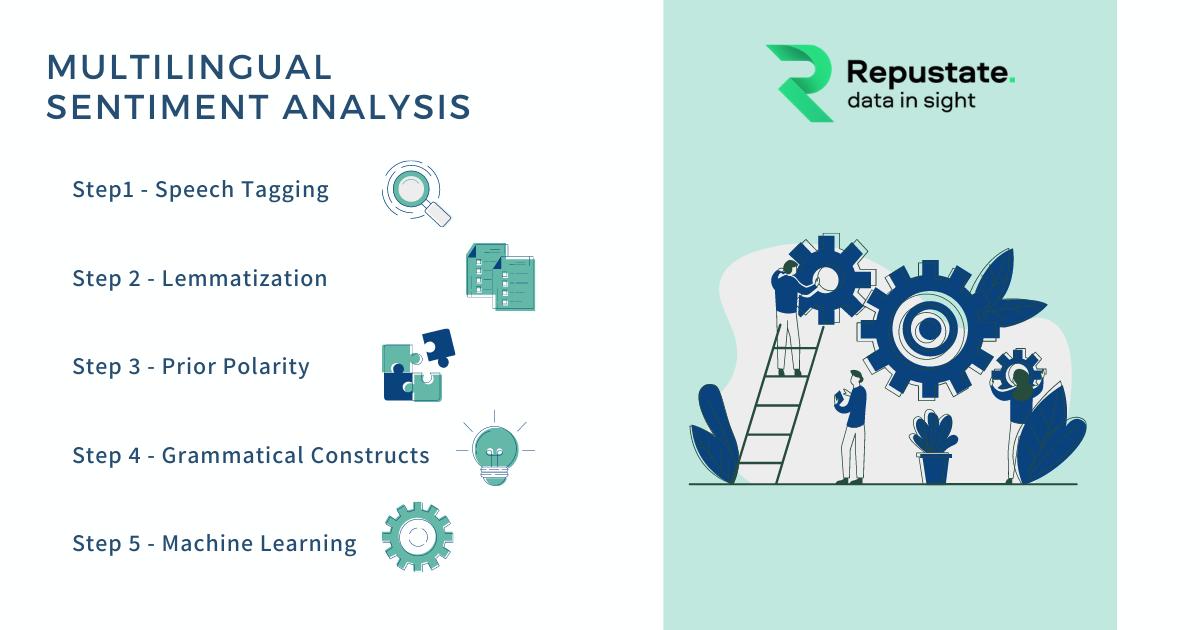 MULTILINGUAL
SENTIMENT ANALYSIS
Step1 - Speech Tagging
Step 2 - Lemmatization
Step 3 - Prior Polarity
Step 4 - Grammatical Constructs
Step 5 - Machine Learning
Repustate.
data in sight